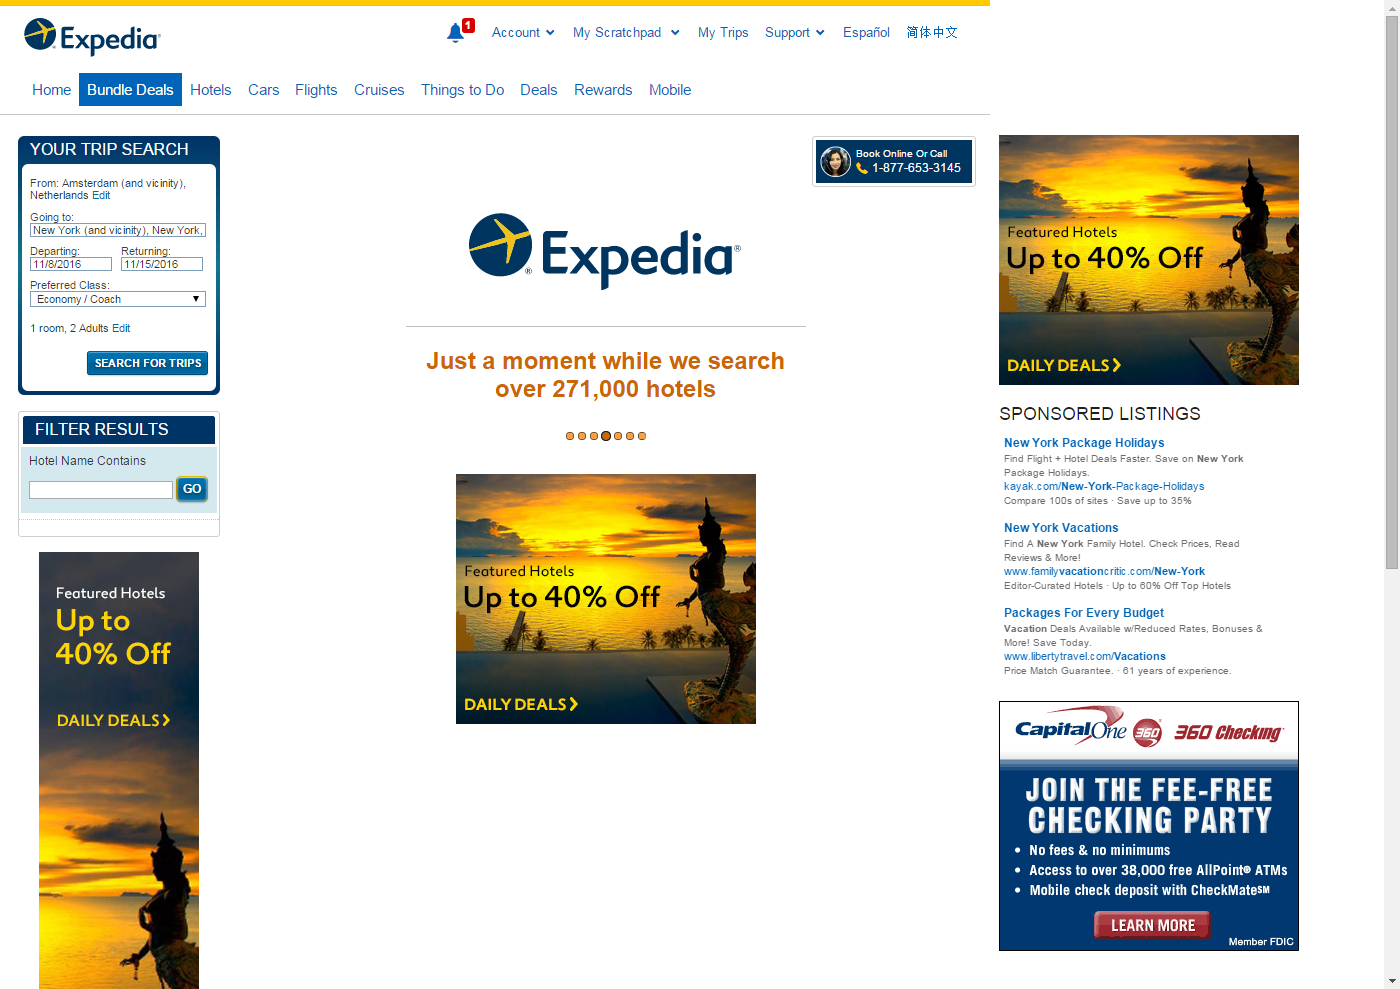 Expedia
1
Account
My Scratchpad
My Trips
Support
Español
简体中文
Home
Bundle Deals
Hotels
Cars
Flights
Cruises
Things to Do
Deals
Rewards
Mobile
YOUR TRIP SEARCH
From: Amsterdam (and vicinity),
Netherlands Edit
Going to:
New York (and vicinity), New York,
Departing:
Returning:
11/8/2016
11/15/2016
Preferred Class:
Economy / Coach
1 room, 2 Adults Edit
SEARCH FOR TRIPS
FILTER RESULTS
Hotel Name Contains
GO
Featured Hotels
Up to
40% Off
DAILY DEALS
Book Online Or Call
1-877-653-3145
Expedia®
Just a moment while we search
over 271,000 hotels
Featured Hotels
Up to 40% Off
DAILY DEALS
Featured Hotels
Up to 40% Off
DAILY DEALS
SPONSORED LISTINGS
New York Package Holidays
Find Flight + Hotel Deals Faster. Save on New York
Package Holidays.
kayak.com/New-York-Package-Holidays
Compare 100s of sites · Save up to 35%
New York Vacations
Find A New York Family Hotel. Check Prices, Read
Reviews & More!
www.familyvacationcritic.com/New-York
Editor-Curated Hotels · Up to 60% Off Top Hotels
Packages For Every Budget
Vacation Deals Available w/Reduced Rates, Bonuses &
More! Save Today.
www.libertytravel.com/Vacations
Price Match Guarantee. · 61 years of experience.
Capital One 360 360 Checking
JOIN THE FEE-FREE
CHECKING PARTY
• No fees & no minimums
• Access to over 38,000 free AllPoint® ATMs
• Mobile check deposit with CheckMate℠
LEARN MORE
Member FDIC